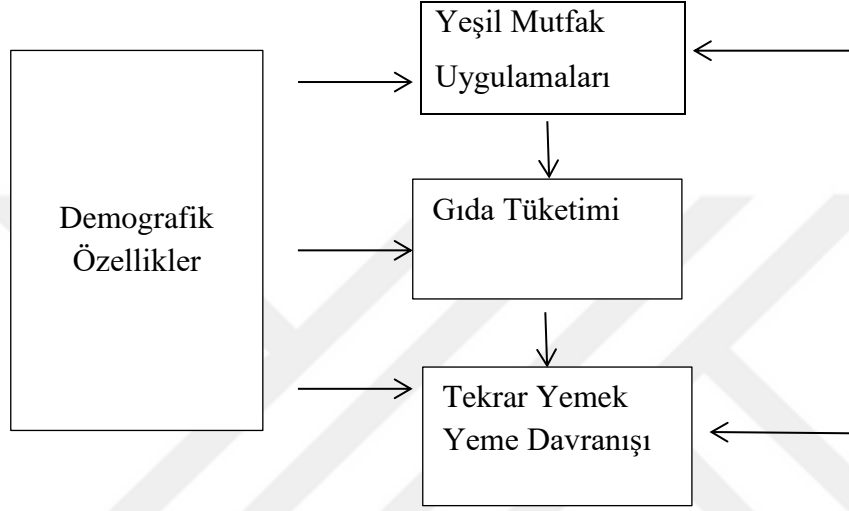 Yeşil Mutfak
Uygulamaları
Demografik
Özellikler
Gıda Tüketimi
Tekrar Yemek
Yeme Davranışı